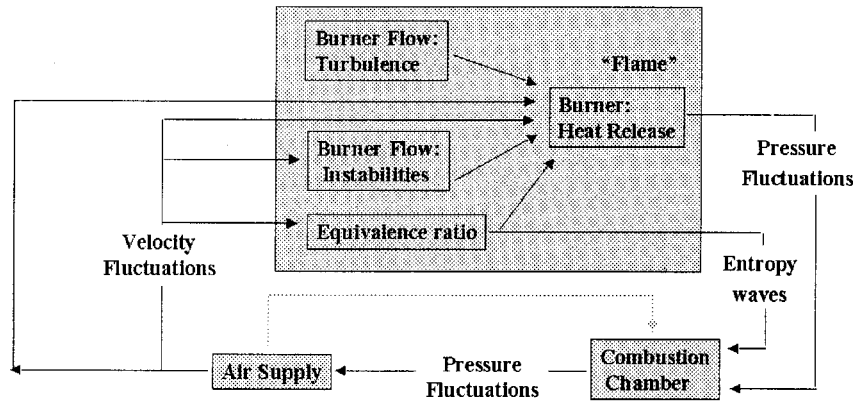 Burner Flow:
Turbulence
“Flame”
Burner:
Heat Release
Burner Flow:
Instabilities
Pressure
Fluctuations
Equivalence ratio
Velocity
Fluctuations
Entropy
waves
Air Supply
Pressure
Fluctuations
Combustion
Chamber